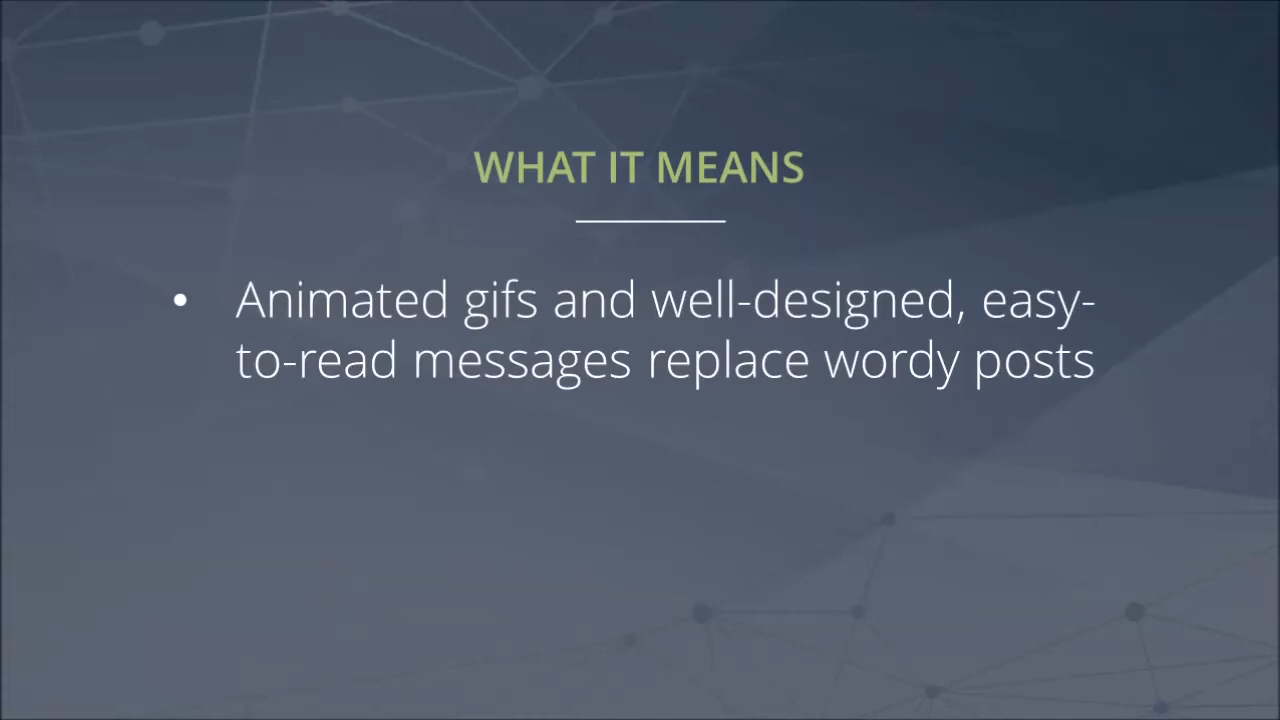 WHAT IT MEANS
• Animated gifs and well-designed, easy-
to-read messages replace wordy posts